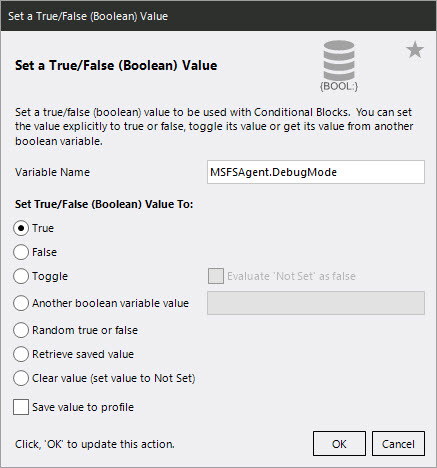 Set a True/False (Boolean) Value
Set a True/False (Boolean) Value
{BOOL:}
Set a true/false (boolean) value to be used with Conditional Blocks.  You can set
the value explicitly to true or false, toggle its value or get its value from another
boolean variable.
Variable Name MSFSAgent.DebugMode
Set True/False (Boolean) Value To:
True
False
Toggle Evaluate 'Not Set' as false
Another boolean variable value
Random true or false
Retrieve saved value
Clear value (set value to Not Set)
Save value to profile
Click, 'OK' to update this action. OK Cancel